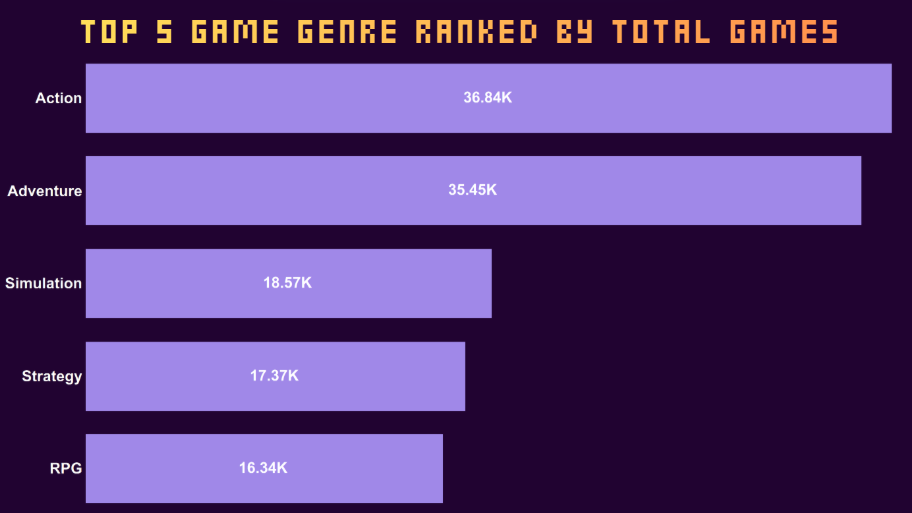 TOP 5 GAME GENRE RANKED BY TOTAL GAMES
Action 36.84K
Adventure 35.45K
Simulation 18.57K
Strategy 17.37K
RPG 16.34K